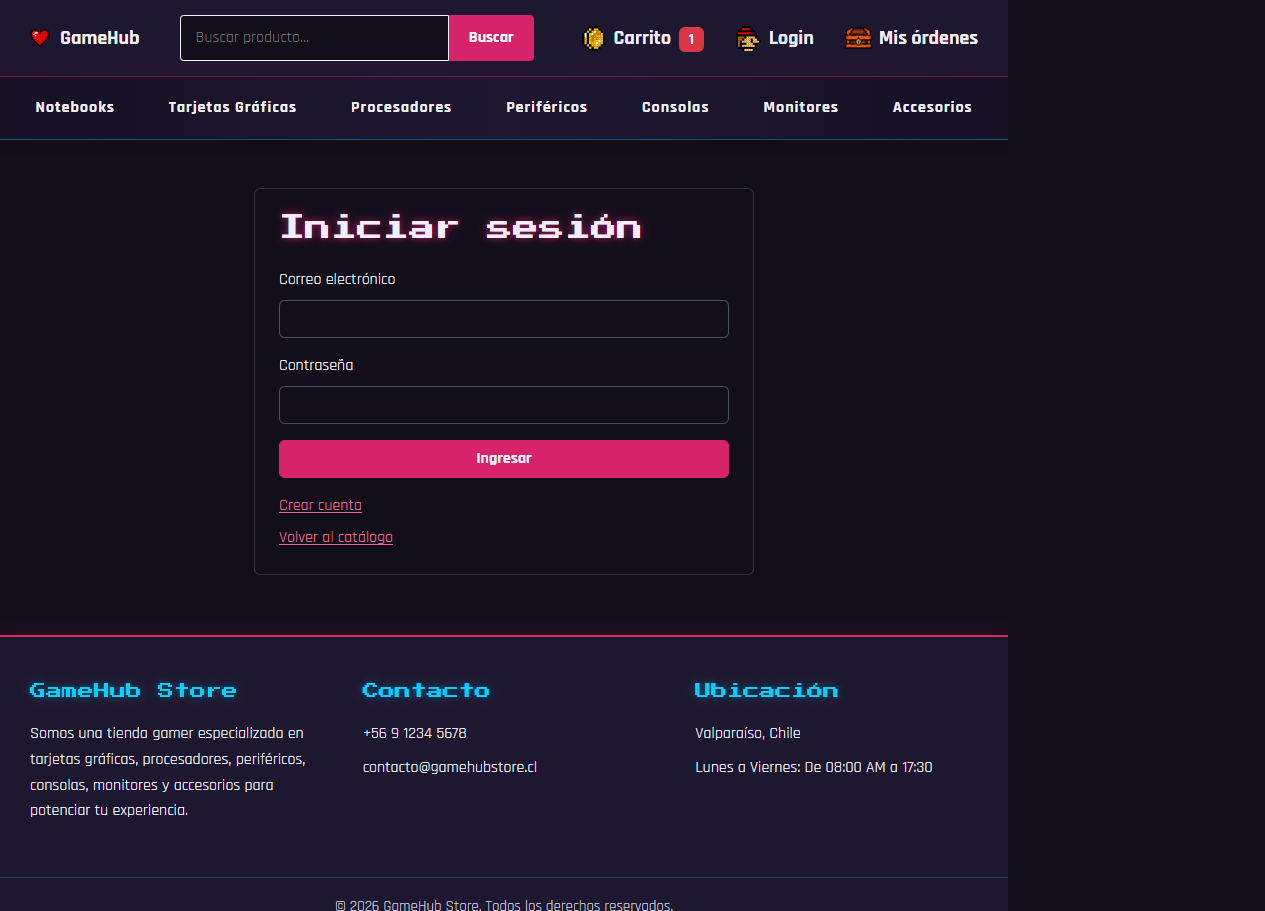 GameHub
Buscar producto...
Buscar
Carrito 1
Login
Mis órdenes
Notebooks
Tarjetas Gráficas
Procesadores
Periféricos
Consolas
Monitores
Accesorios
Iniciar sesión
Correo electrónico
Contraseña
Ingresar
Crear cuenta
Volver al catálogo
GameHub Store
Somos una tienda gamer especializada en
tarjetas gráficas, procesadores, periféricos,
consolas, monitores y accesorios para
potenciar tu experiencia.
Contacto
+56 9 1234 5678
contacto@gamehubstore.cl
Ubicación
Valparaíso, Chile
Lunes a Viernes: De 08:00 AM a 17:30
© 2026 GameHub Store. Todos los derechos reservados.